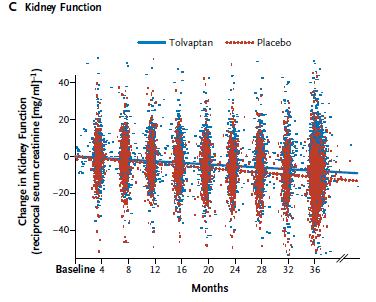 C Kidney Function
Tolvaptan
Placebo
Change in Kidney Function
(reciprocal serum creatinine [mg/ml]⁻¹)
40
20
0
−20
−40
Baseline 4 8 12 16 20 24 28 32 36
Months